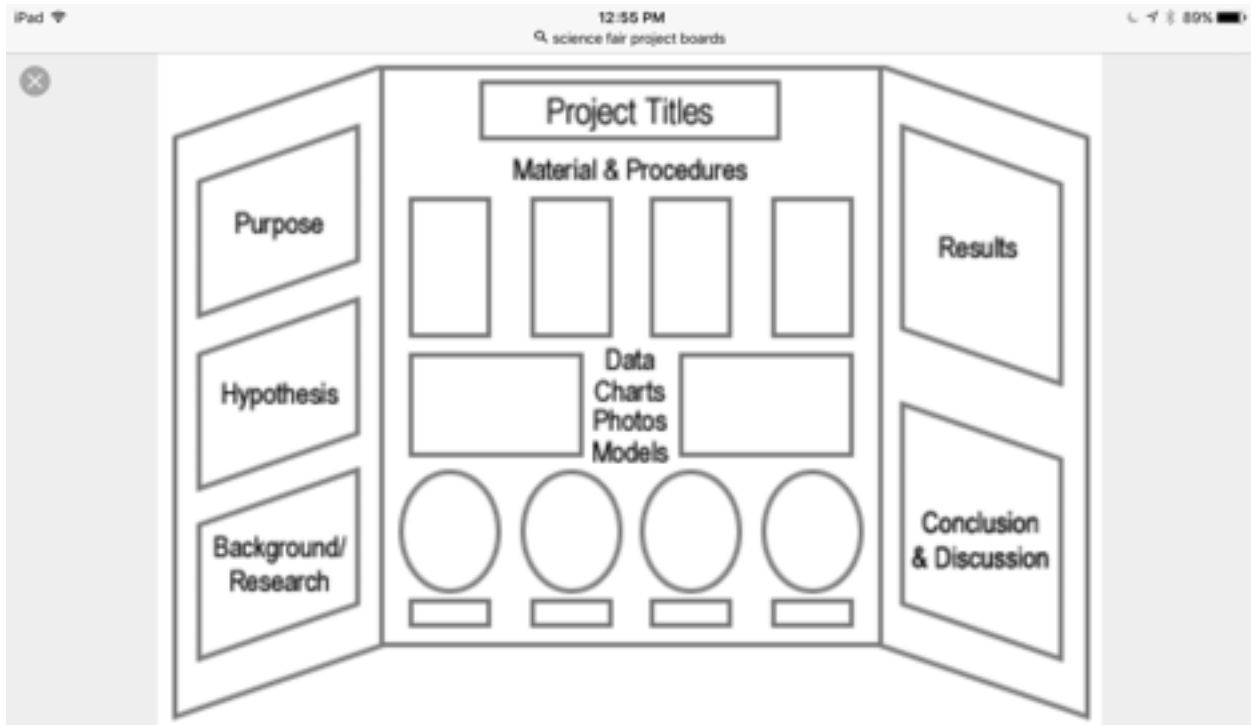 iPad
12:55 PM
89%
science fair project boards
Project Titles
Material & Procedures
Purpose
Hypothesis
Background/
Research
Data
Charts
Photos
Models
Results
Conclusion
& Discussion